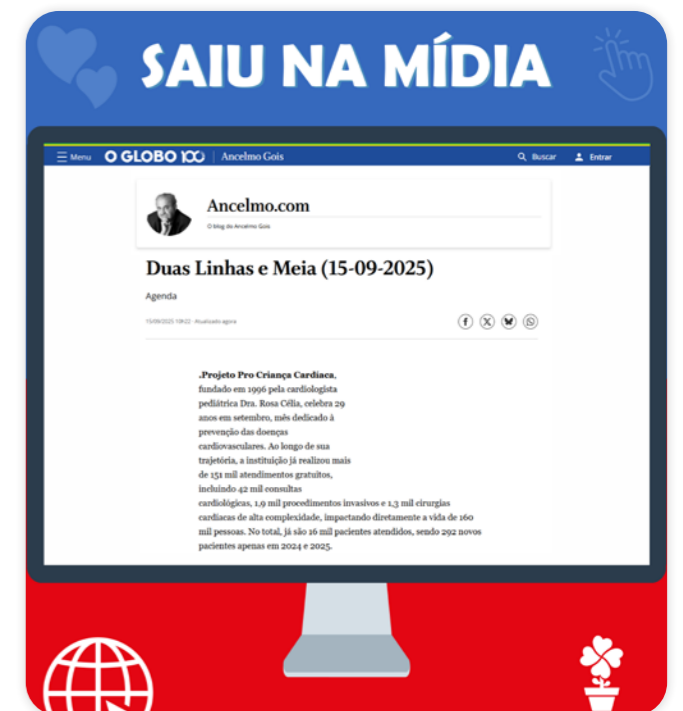 SAIU NA MÍDIA
Menu O GLOBO 100 Ancelmo Gois Buscar Entrar
Ancelmo.com
O blog do Ancelmo Gois
Duas Linhas e Meia (15-09-2025)
Agenda
15/09/2025 10h22 · Atualizado agora
.Projeto Pro Criança Cardíaca,
fundado em 1996 pela cardiologista
pediátrica Dra. Rosa Célia, celebra 29
anos em setembro, mês dedicado à
prevenção das doenças
cardiovasculares. Ao longo de sua
trajetória, a instituição já realizou mais
de 151 mil atendimentos gratuitos,
incluindo 42 mil consultas
cardiológicas, 1,9 mil procedimentos invasivos e 1,3 mil cirurgias
cardíacas de alta complexidade, impactando diretamente a vida de 160
mil pessoas. No total, já são 16 mil pacientes atendidos, sendo 292 novos
pacientes apenas em 2024 e 2025.